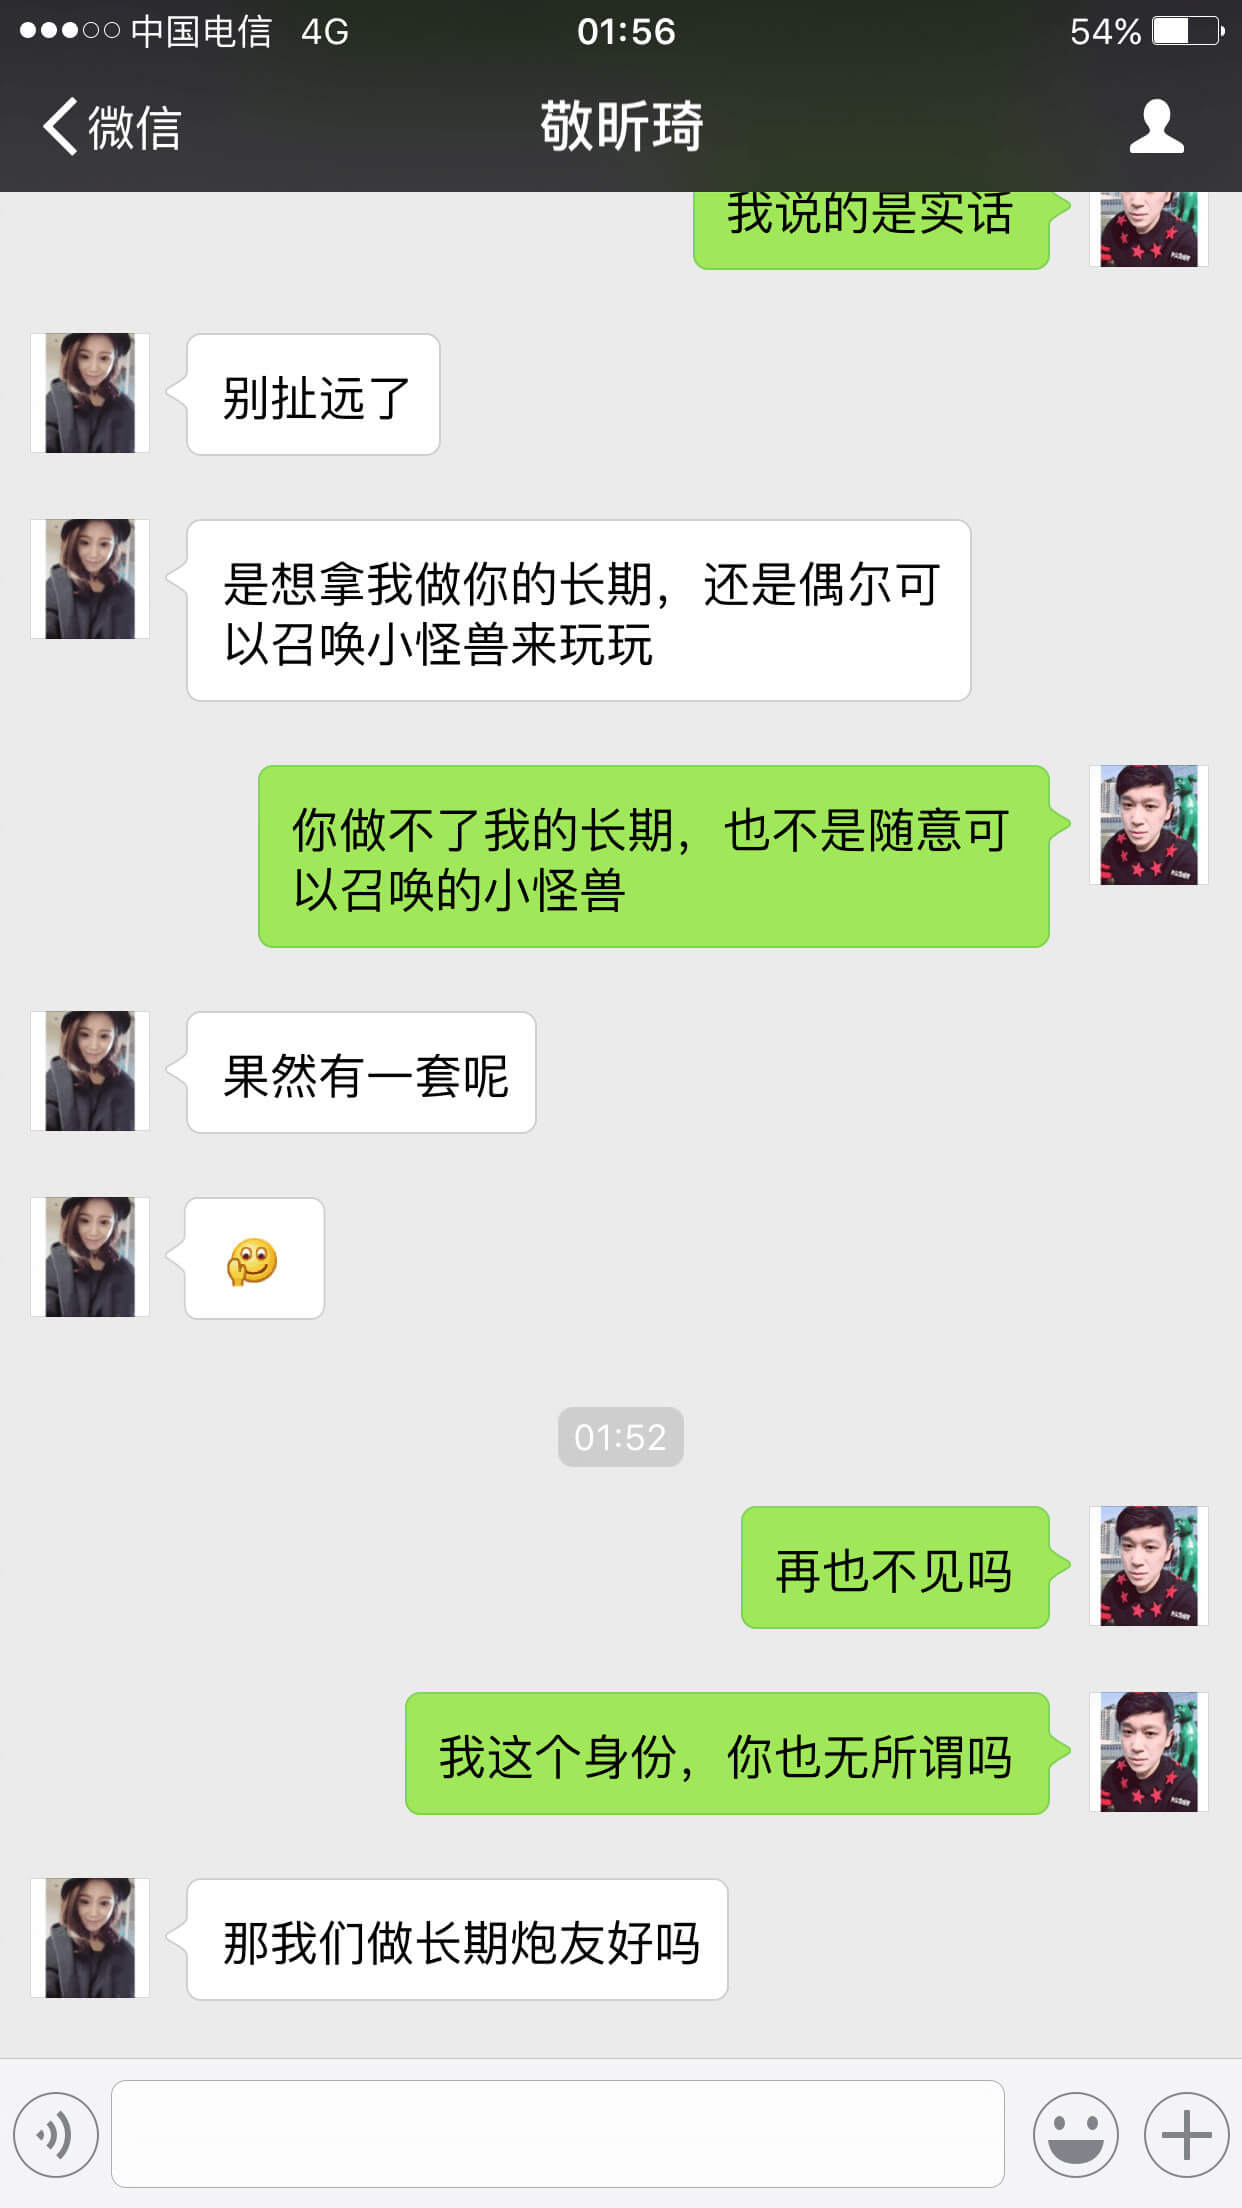 中国电信 4G 01:56 54%
微信 敬昕琦
我说的是实话
别扯远了
是想拿我做你的长期，还是偶尔可
以召唤小怪兽来玩玩
你做不了我的长期，也不是随意可
以召唤的小怪兽
果然有一套呢
01:52
再也不见吗
我这个身份，你也无所谓吗
那我们做长期炮友好吗